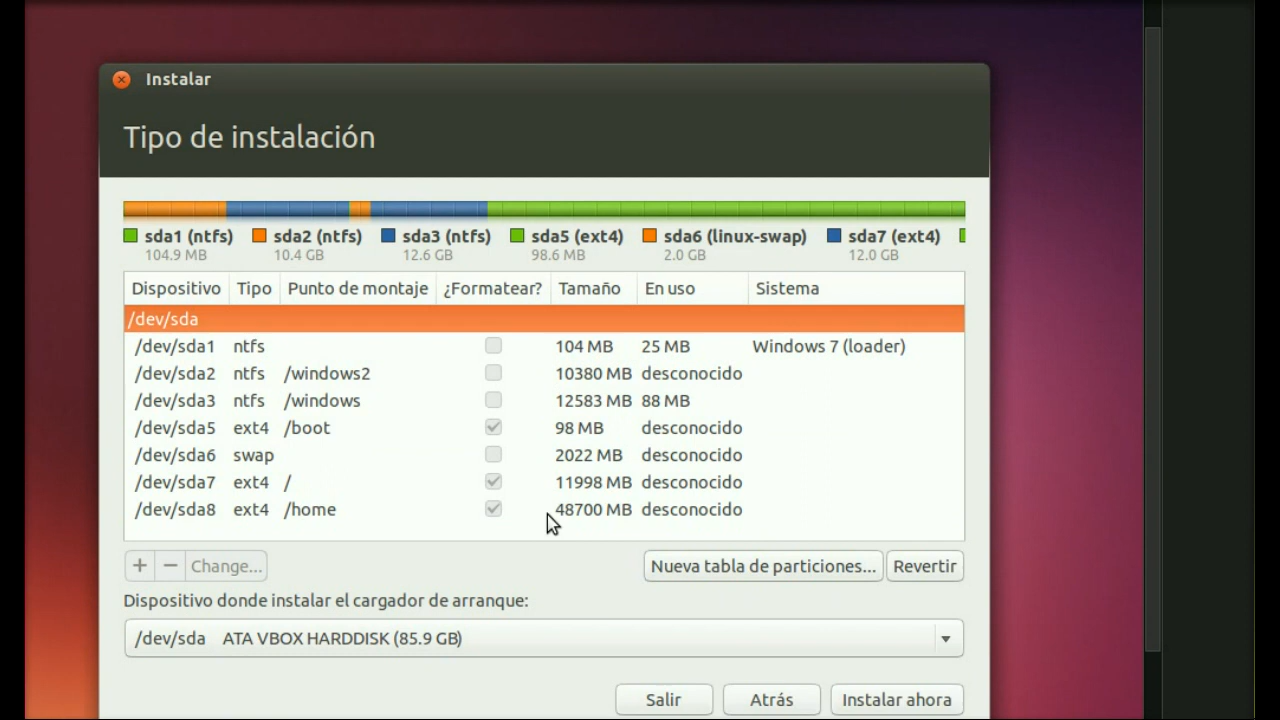 Instalar
Tipo de instalación
sda1 (ntfs) sda2 (ntfs) sda3 (ntfs) sda5 (ext4) sda6 (linux-swap) sda7 (ext4)
104.9 MB 10.4 GB 12.6 GB 98.6 MB 2.0 GB 12.0 GB
Dispositivo Tipo Punto de montaje ¿Formatear? Tamaño En uso Sistema
/dev/sda
/dev/sda1 ntfs 104 MB 25 MB Windows 7 (loader)
/dev/sda2 ntfs /windows2 10380 MB desconocido
/dev/sda3 ntfs /windows 12583 MB 88 MB
/dev/sda5 ext4 /boot 98 MB desconocido
/dev/sda6 swap 2022 MB desconocido
/dev/sda7 ext4 / 11998 MB desconocido
/dev/sda8 ext4 /home 48700 MB desconocido
+ − Change... Nueva tabla de particiones... Revertir
Dispositivo donde instalar el cargador de arranque:
/dev/sda ATA VBOX HARDDISK (85.9 GB)
Salir Atrás Instalar ahora